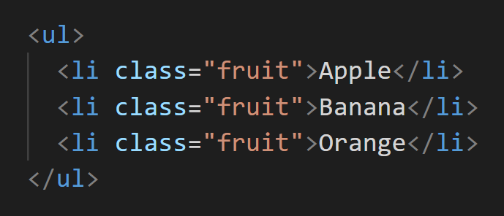 <ul>
  <li class="fruit">Apple</li>
  <li class="fruit">Banana</li>
  <li class="fruit">Orange</li>
</ul>